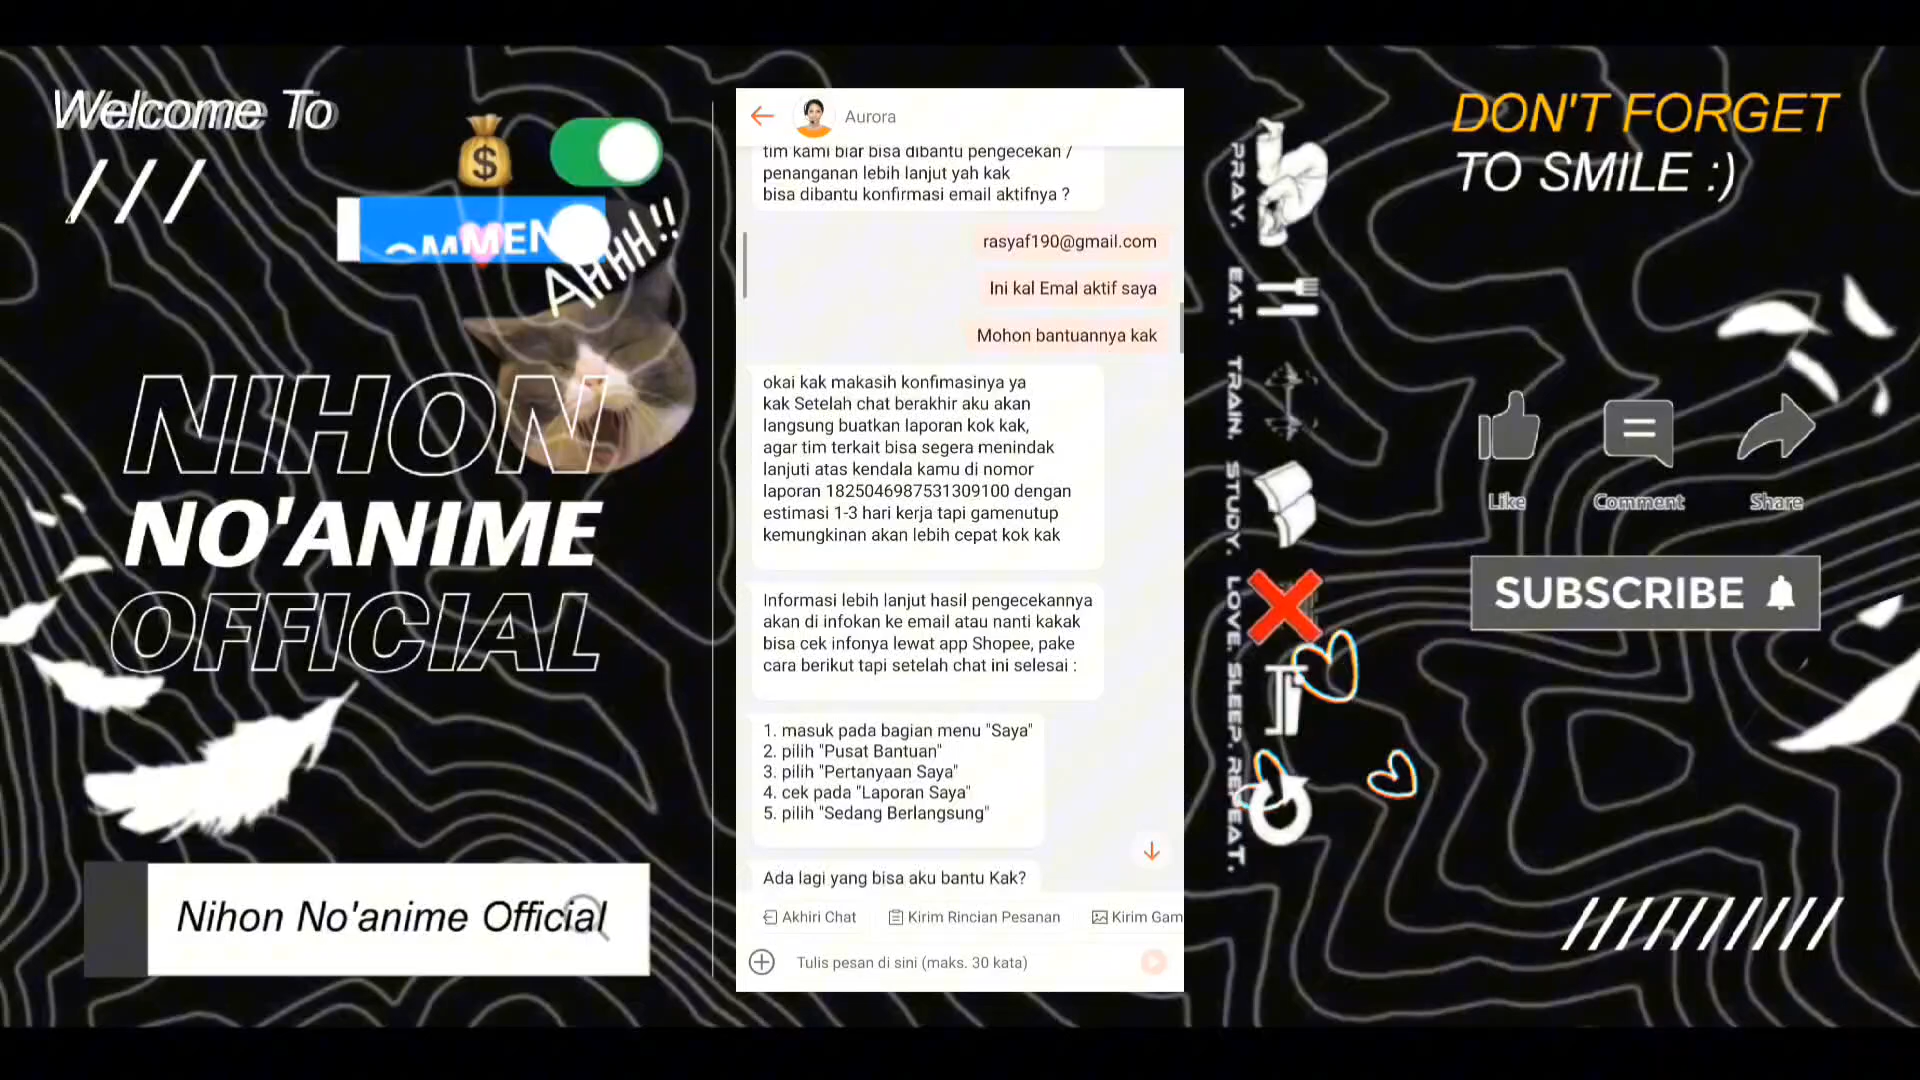 Welcome To
AHHH!!
NIHON
NO'ANIME
OFFICIAL
Nihon No'anime Official
Aurora
tim kami biar bisa dibantu pengecekan /
penanganan lebih lanjut yah kak
bisa dibantu konfirmasi email aktifnya ?
rasyaf190@gmail.com
Ini kal Emal aktif saya
Mohon bantuannya kak
okai kak makasih konfimasinya ya
kak Setelah chat berakhir aku akan
langsung buatkan laporan kok kak,
agar tim terkait bisa segera menindak
lanjuti atas kendala kamu di nomor
laporan 1825046987531309100 dengan
estimasi 1-3 hari kerja tapi gamenutup
kemungkinan akan lebih cepat kok kak
Informasi lebih lanjut hasil pengecekannya
akan di infokan ke email atau nanti kakak
bisa cek infonya lewat app Shopee, pake
cara berikut tapi setelah chat ini selesai :
1. masuk pada bagian menu "Saya"
2. pilih "Pusat Bantuan"
3. pilih "Pertanyaan Saya"
4. cek pada "Laporan Saya"
5. pilih "Sedang Berlangsung"
Ada lagi yang bisa aku bantu Kak?
Akhiri Chat
Kirim Rincian Pesanan
Kirim Gam
Tulis pesan di sini (maks. 30 kata)
PRAY. EAT. TRAIN. STUDY. LOVE. SLEEP. REPEAT.
DON'T FORGET
TO SMILE :)
Like
Comment
Share
SUBSCRIBE